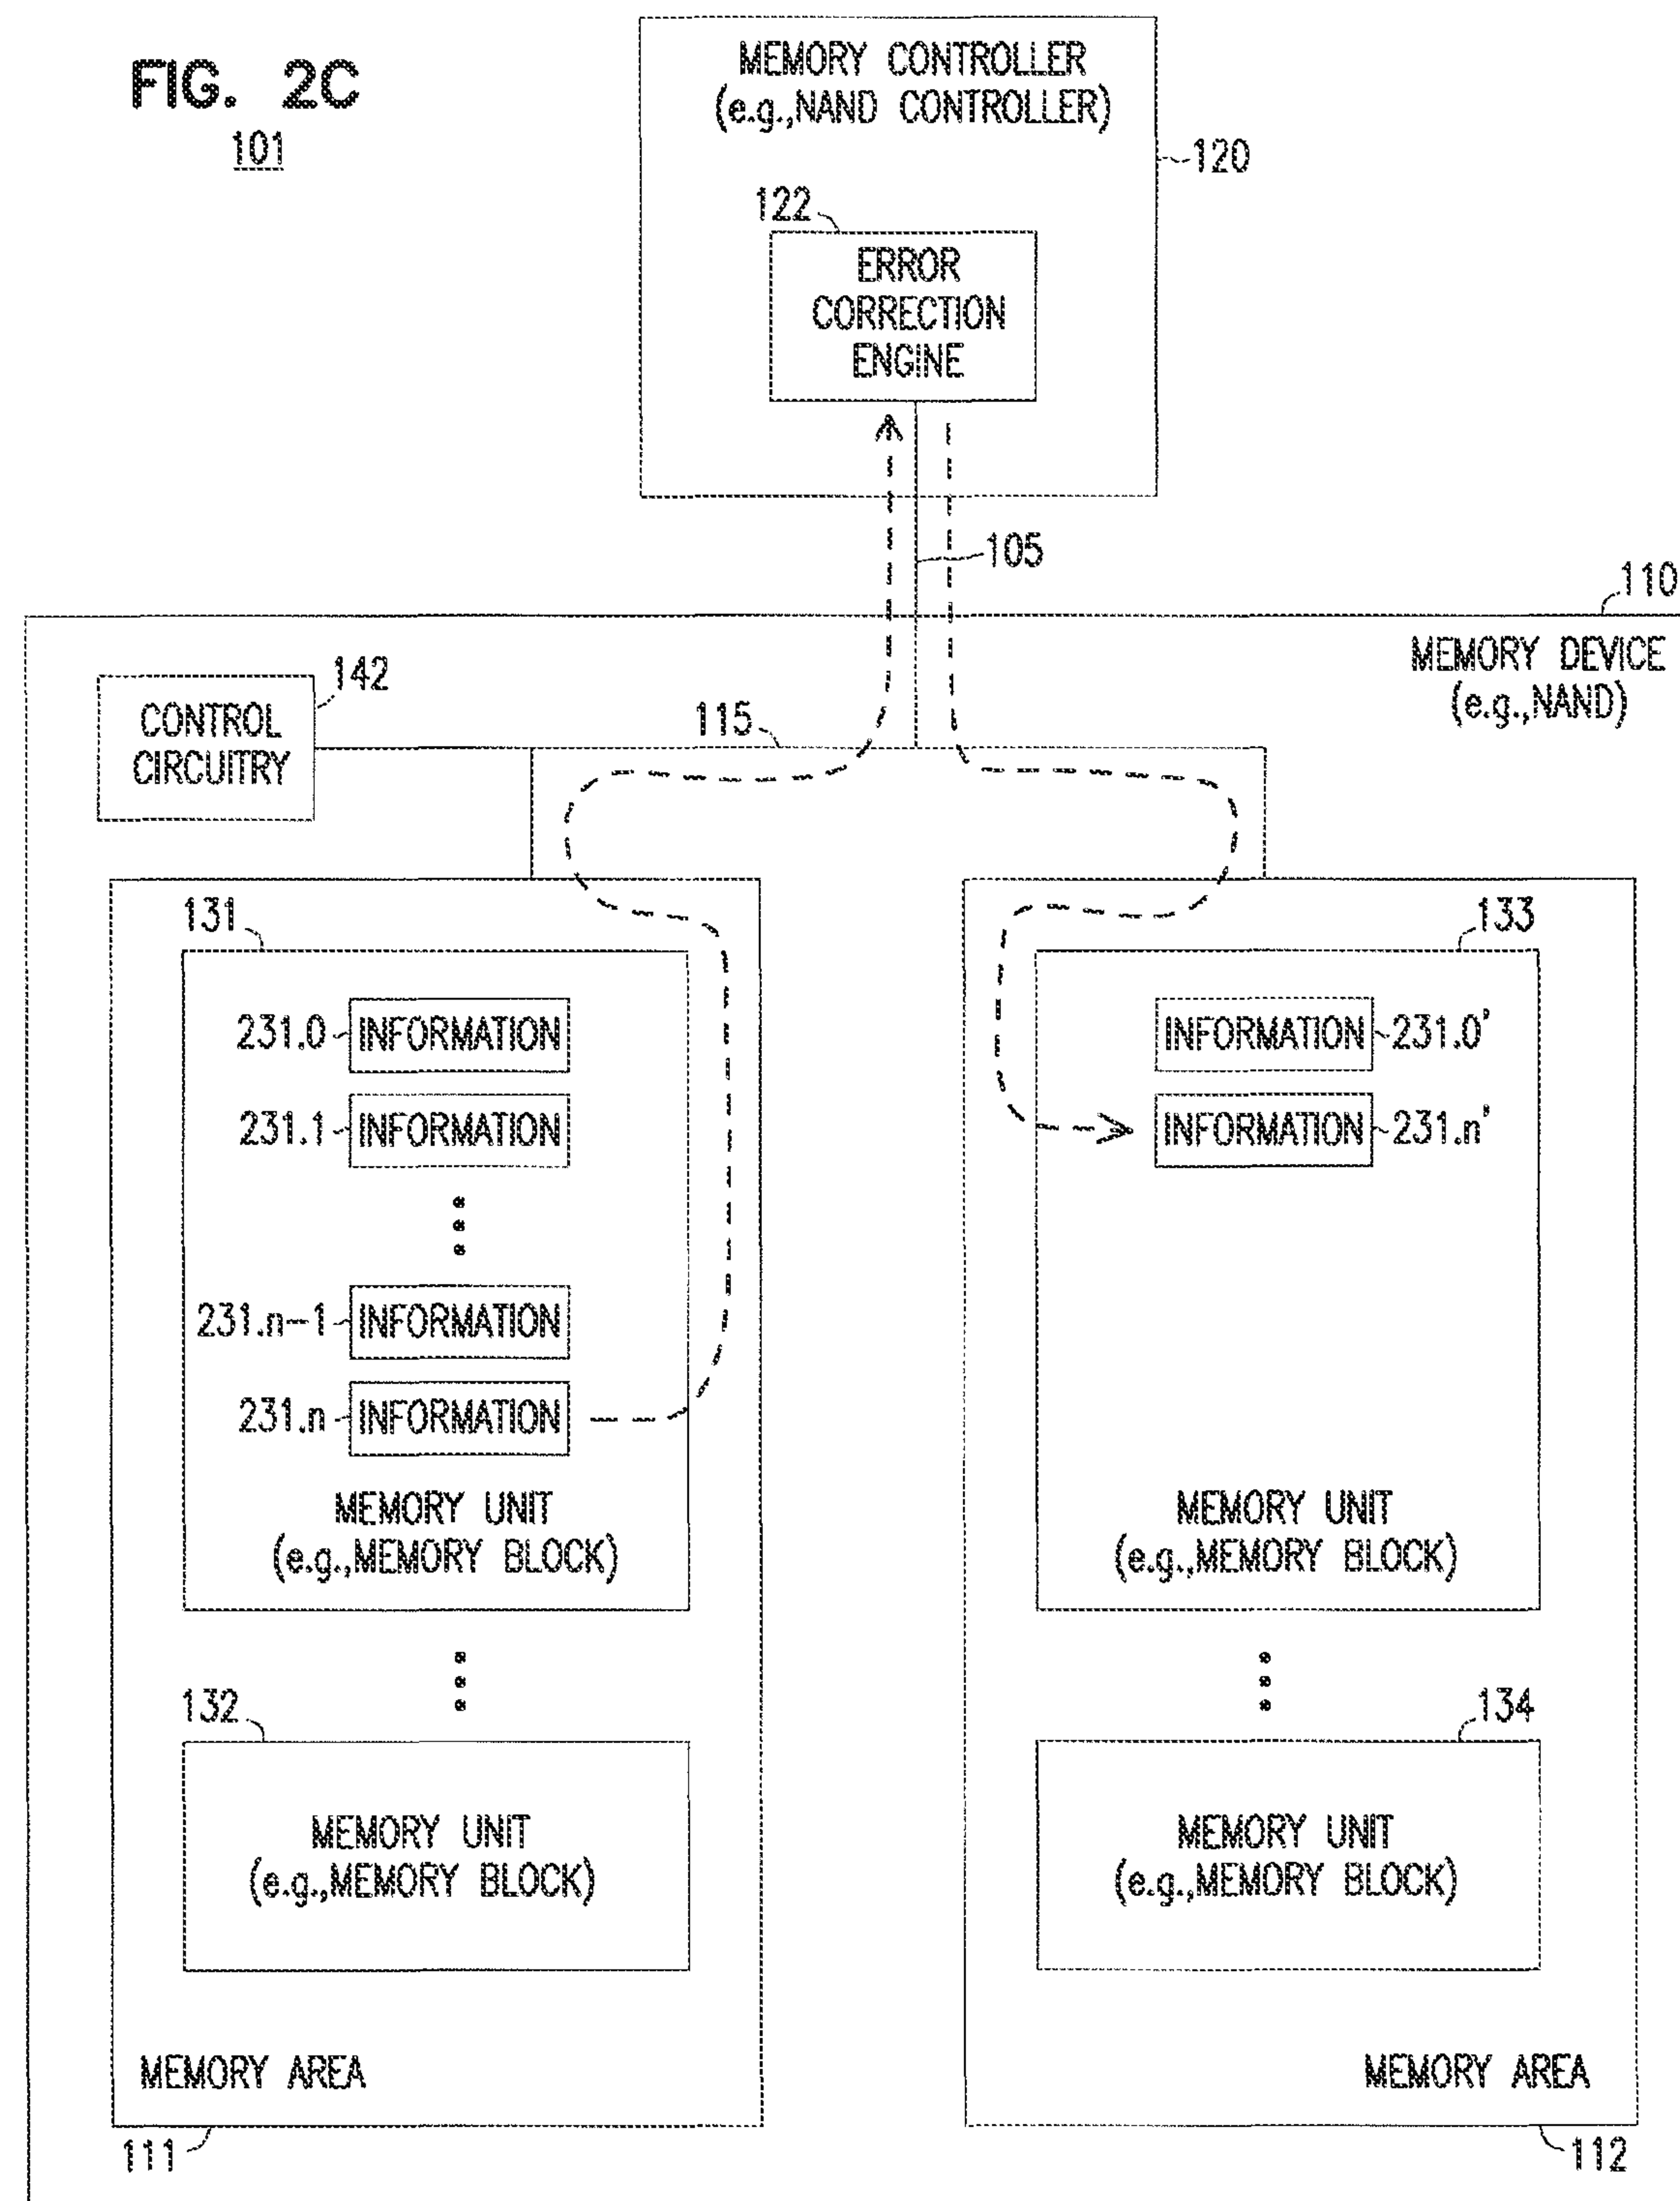 FIG. 2C
101
MEMORY CONTROLLER
(e.g.,NAND CONTROLLER)
120
122
ERROR
CORRECTION
ENGINE
105
110
MEMORY DEVICE
(e.g.,NAND)
142
CONTROL
CIRCUITRY
115
131
231.0 INFORMATION
231.1 INFORMATION
231.n-1 INFORMATION
231.n INFORMATION
MEMORY UNIT
(e.g.,MEMORY BLOCK)
132
MEMORY UNIT
(e.g.,MEMORY BLOCK)
MEMORY AREA
111
133
INFORMATION 231.0'
INFORMATION 231.n'
MEMORY UNIT
(e.g.,MEMORY BLOCK)
134
MEMORY UNIT
(e.g.,MEMORY BLOCK)
MEMORY AREA
112